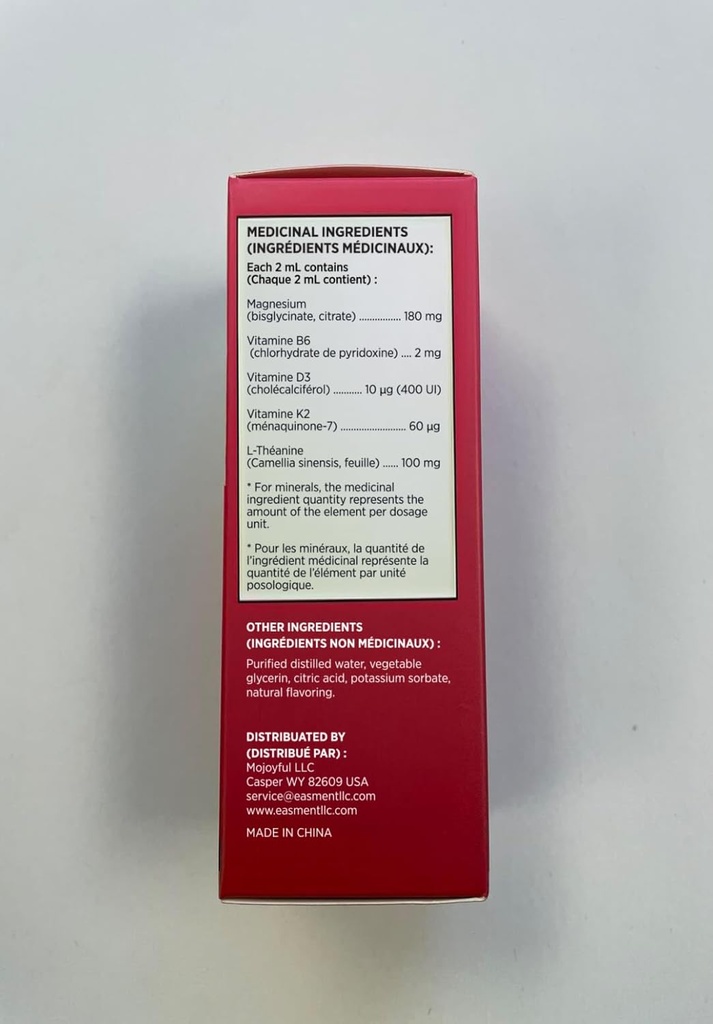 MEDICINAL INGREDIENTS
(INGRÉDIENTS MÉDICINAUX):
Each 2 mL contains
(Chaque 2 mL contient) :
Magnesium
(bisglycinate, citrate) ................ 180 mg
Vitamine B6
(chlorhydrate de pyridoxine) .... 2 mg
Vitamine D3
(cholécalciférol) ........... 10 µg (400 UI)
Vitamine K2
(ménaquinone-7) ......................... 60 µg
L-Théanine
(Camellia sinensis, feuille) ...... 100 mg
* For minerals, the medicinal
ingredient quantity represents the
amount of the element per dosage
unit.
* Pour les minéraux, la quantité de
l'ingrédient médicinal représente la
quantité de l'élément par unité
posologique.
OTHER INGREDIENTS
(INGRÉDIENTS NON MÉDICINAUX) :
Purified distilled water, vegetable
glycerin, citric acid, potassium sorbate,
natural flavoring.
DISTRIBUATED BY
(DISTRIBUÉ PAR) :
Mojoyful LLC
Casper WY 82609 USA
service@easmentllc.com
www.easmentllc.com
MADE IN CHINA